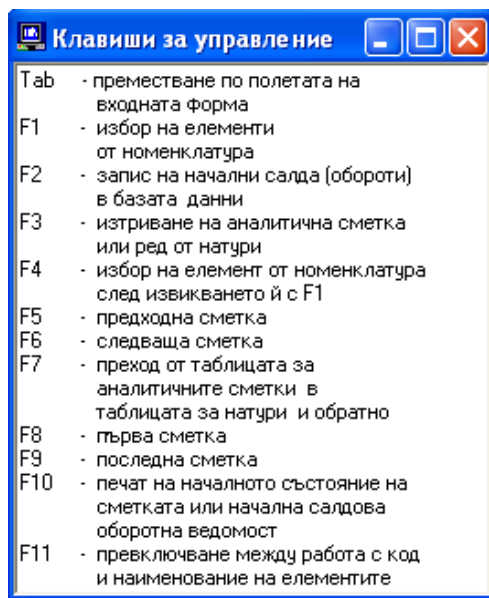 Клавиши за управление
Tab - преместване по полетата на
входната форма
F1 - избор на елементи
от номенклатура
F2 - запис на начални салда (обороти)
в базата данни
F3 - изтриване на аналитична сметка
или ред от натури
F4 - избор на елемент от номенклатура
след извикването ѝ с F1
F5 - предходна сметка
F6 - следваща сметка
F7 - преход от таблицата за
аналитичните сметки в
таблицата за натури и обратно
F8 - първа сметка
F9 - последна сметка
F10 - печат на началното състояние на
сметката или начална салдова
оборотна ведомост
F11 - превключване между работа с код
и наименование на елементите